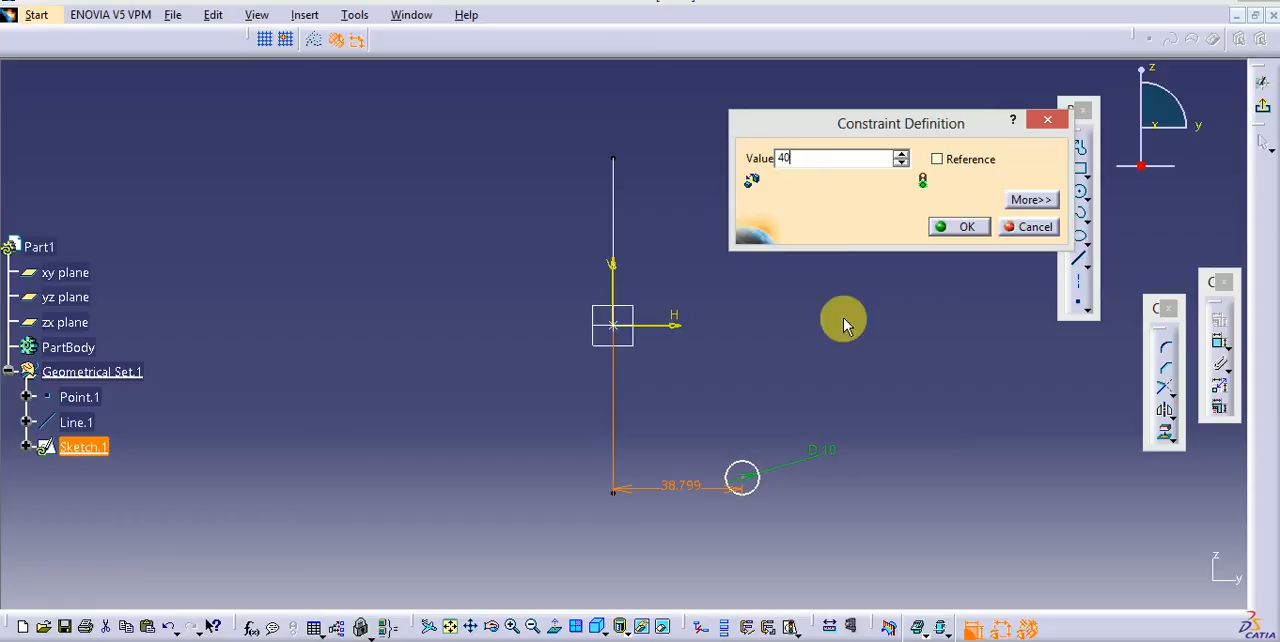 Start ENOVIA V5 VPM File Edit View Insert Tools Window Help
z
x
y
Constraint Definition ?
Value 40 Reference
More>>
OK Cancel
Part1
xy plane
yz plane
zx plane
PartBody
Geometrical Set.1
Point.1
Line.1
Sketch.1
V
H
D 10
38.799
C
C
z
y
CATIA